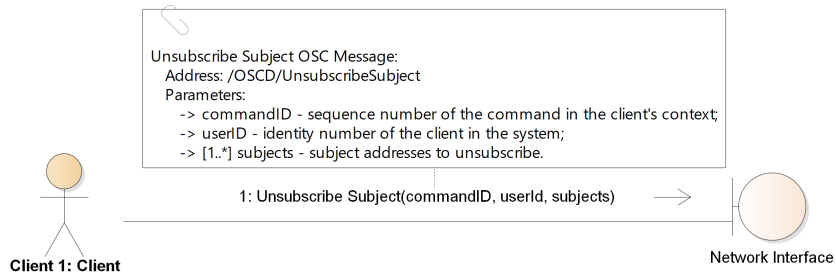 Unsubscribe Subject OSC Message:
Address: /OSCD/UnsubscribeSubject
Parameters:
-> commandID - sequence number of the command in the client's context;
-> userID - identity number of the client in the system;
-> [1..*] subjects - subject addresses to unsubscribe.
1: Unsubscribe Subject(commandID, userId, subjects)
Client 1: Client
Network Interface